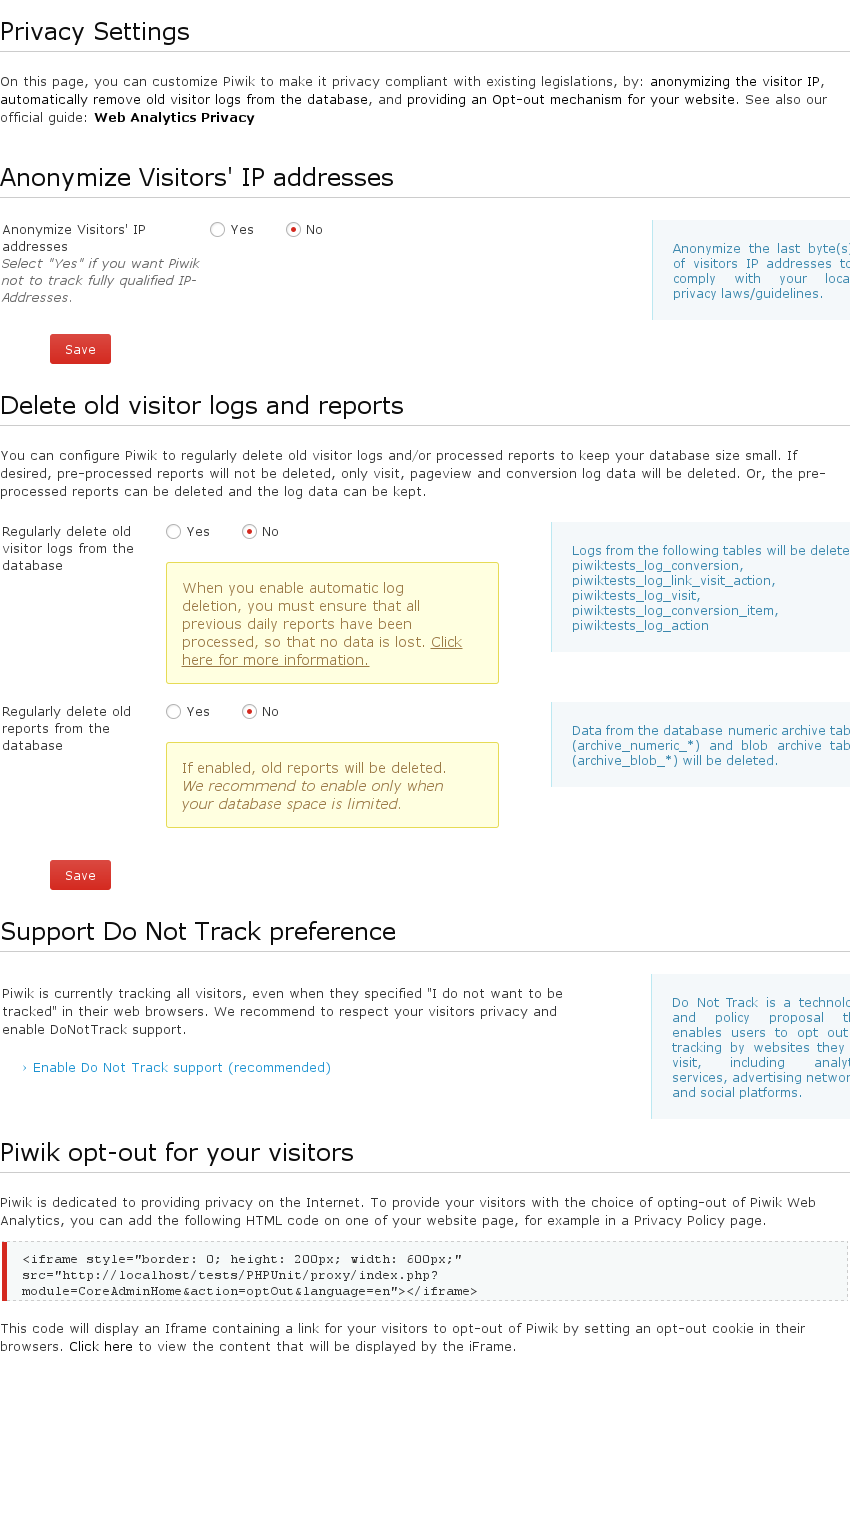 Privacy Settings
On this page, you can customize Piwik to make it privacy compliant with existing legislations, by: anonymizing the visitor IP,
automatically remove old visitor logs from the database, and providing an Opt-out mechanism for your website. See also our
official guide: Web Analytics Privacy
Anonymize Visitors' IP addresses
Anonymize Visitors' IP
addresses
Select "Yes" if you want Piwik
not to track fully qualified IP-
Addresses.
Yes No
Anonymize the last byte(s)
of visitors IP addresses to
comply with your loca
privacy laws/guidelines.
Save
Delete old visitor logs and reports
You can configure Piwik to regularly delete old visitor logs and/or processed reports to keep your database size small. If
desired, pre-processed reports will not be deleted, only visit, pageview and conversion log data will be deleted. Or, the pre-
processed reports can be deleted and the log data can be kept.
Regularly delete old
visitor logs from the
database
Yes No
When you enable automatic log
deletion, you must ensure that all
previous daily reports have been
processed, so that no data is lost. Click
here for more information.
Logs from the following tables will be delete
piwiktests_log_conversion,
piwiktests_log_link_visit_action,
piwiktests_log_visit,
piwiktests_log_conversion_item,
piwiktests_log_action
Regularly delete old
reports from the
database
Yes No
If enabled, old reports will be deleted.
We recommend to enable only when
your database space is limited.
Data from the database numeric archive tab
(archive_numeric_*) and blob archive tab
(archive_blob_*) will be deleted.
Save
Support Do Not Track preference
Piwik is currently tracking all visitors, even when they specified "I do not want to be
tracked" in their web browsers. We recommend to respect your visitors privacy and
enable DoNotTrack support.
› Enable Do Not Track support (recommended)
Do Not Track is a technolo
and policy proposal th
enables users to opt out
tracking by websites they
visit, including analyt
services, advertising networ
and social platforms.
Piwik opt-out for your visitors
Piwik is dedicated to providing privacy on the Internet. To provide your visitors with the choice of opting-out of Piwik Web
Analytics, you can add the following HTML code on one of your website page, for example in a Privacy Policy page.
<iframe style="border: 0; height: 200px; width: 600px;"
src="http://localhost/tests/PHPUnit/proxy/index.php?
module=CoreAdminHome&action=optOut&language=en"></iframe>
This code will display an Iframe containing a link for your visitors to opt-out of Piwik by setting an opt-out cookie in their
browsers. Click here to view the content that will be displayed by the iFrame.